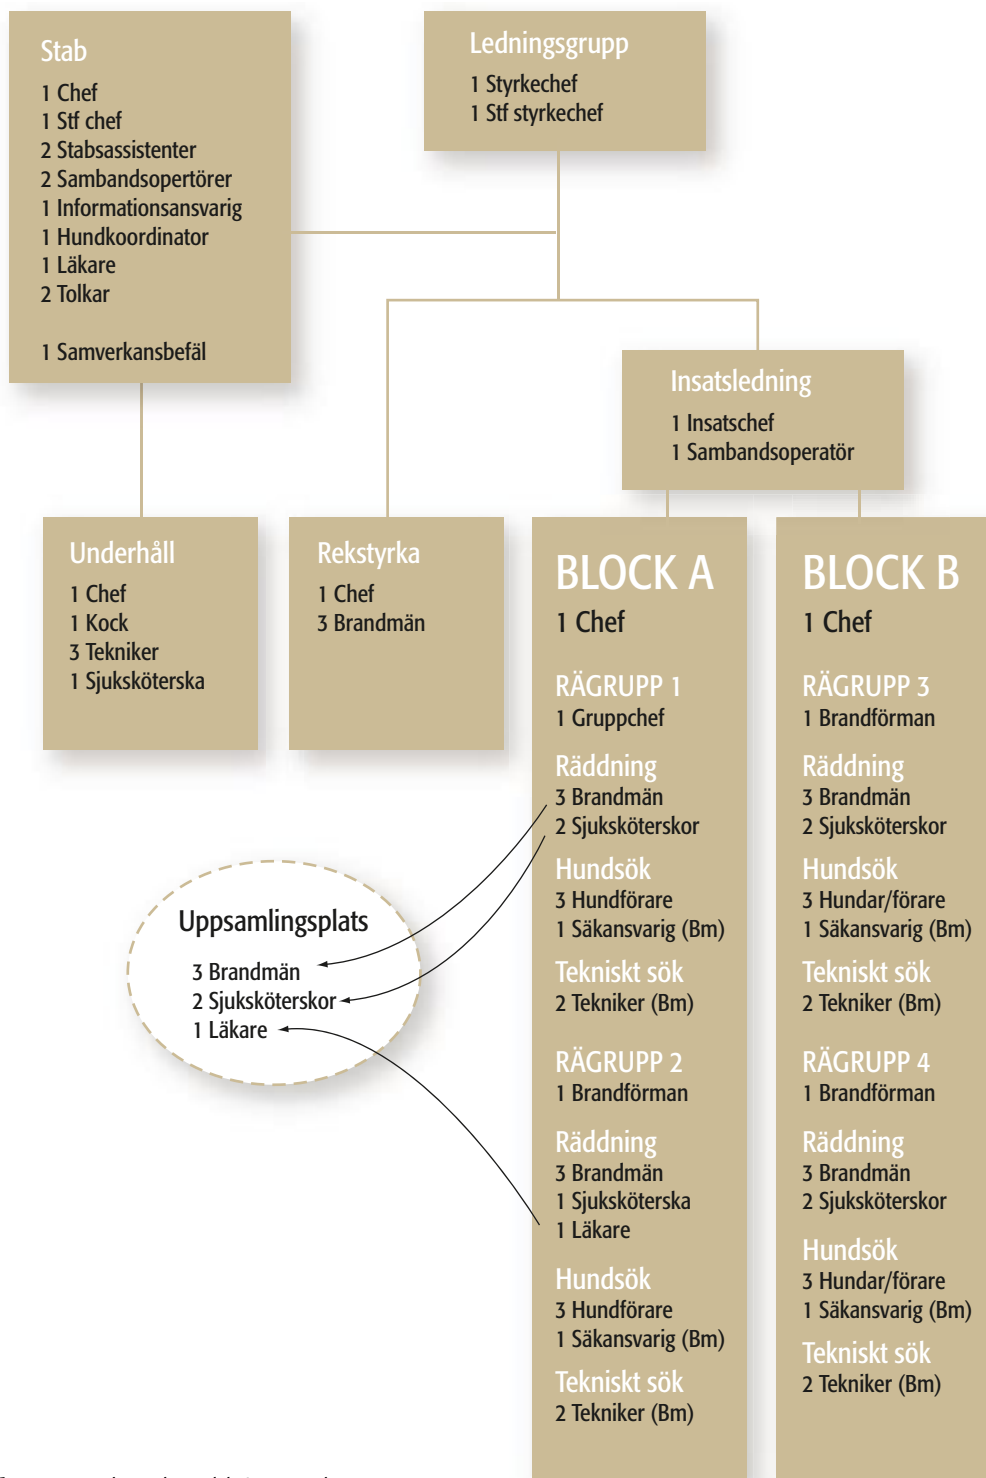 Stab
1 Chef
1 Stf chef
2 Stabsassistenter
2 Sambandsopertörer
1 Informationsansvarig
1 Hundkoordinator
1 Läkare
2 Tolkar
1 Samverkansbefäl
Ledningsgrupp
1 Styrkechef
1 Stf styrkechef
Insatsledning
1 Insatschef
1 Sambandsoperatör
Underhåll
1 Chef
1 Kock
3 Tekniker
1 Sjuksköterska
Rekstyrka
1 Chef
3 Brandmän
BLOCK A
1 Chef
RÄGRUPP 1
1 Gruppchef
Räddning
3 Brandmän
2 Sjuksköterskor
Hundsök
3 Hundförare
1 Säkansvarig (Bm)
Tekniskt sök
2 Tekniker (Bm)
RÄGRUPP 2
1 Brandförman
Räddning
3 Brandmän
1 Sjuksköterska
1 Läkare
Hundsök
3 Hundförare
1 Säkansvarig (Bm)
Tekniskt sök
2 Tekniker (Bm)
BLOCK B
1 Chef
RÄGRUPP 3
1 Brandförman
Räddning
3 Brandmän
2 Sjuksköterskor
Hundsök
3 Hundar/förare
1 Säkansvarig (Bm)
Tekniskt sök
2 Tekniker (Bm)
RÄGRUPP 4
1 Brandförman
Räddning
3 Brandmän
2 Sjuksköterskor
Hundsök
3 Hundar/förare
1 Säkansvarig (Bm)
Tekniskt sök
2 Tekniker (Bm)
Uppsamlingsplats
3 Brandmän
2 Sjuksköterskor
1 Läkare